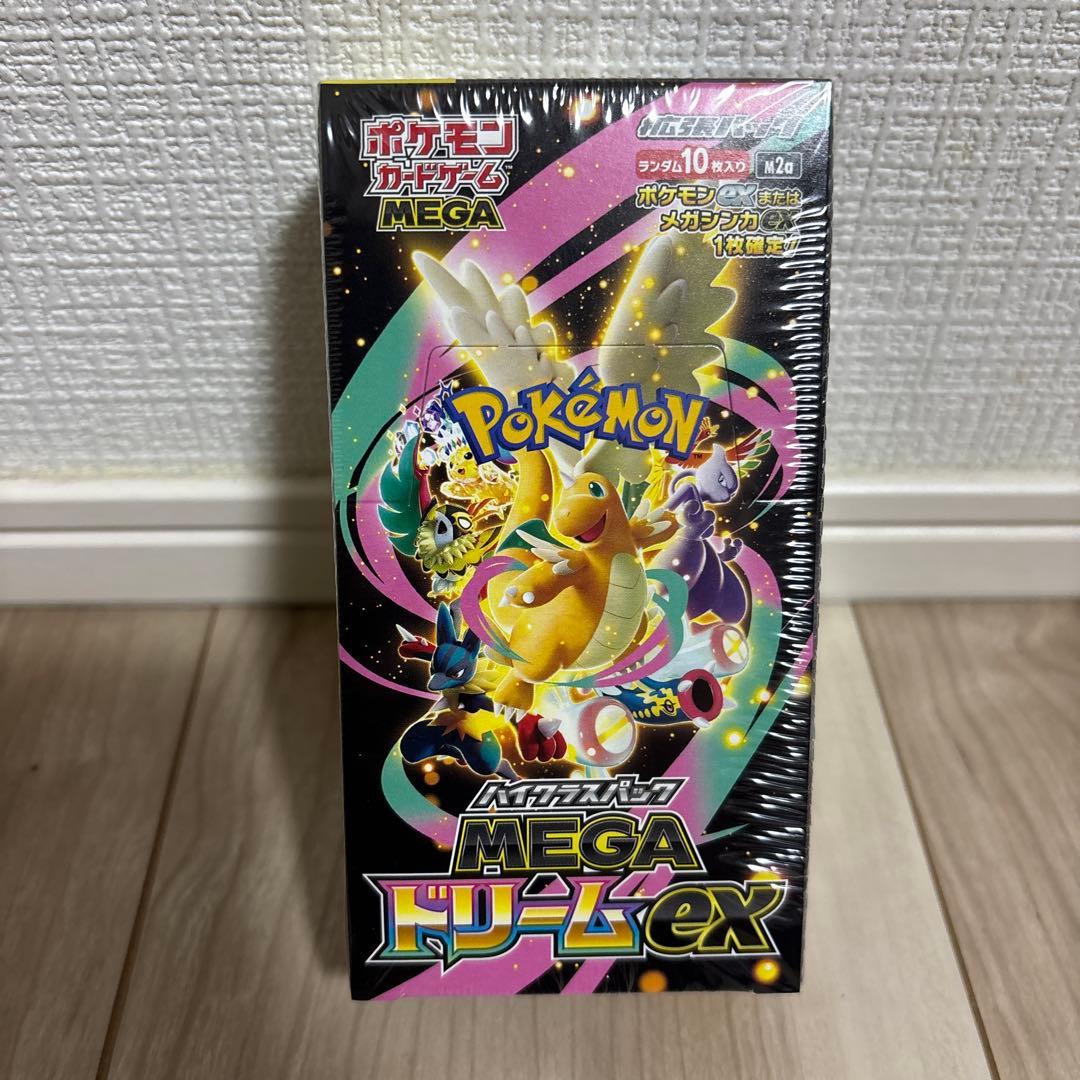 ポケモン
カードゲーム™
MEGA
拡張パック
ランダム10枚入り M2a
ポケモンexまたは
メガシンカex
1枚確定!
POKÉMON™
ハイクラスパック
MEGA
ドリームex